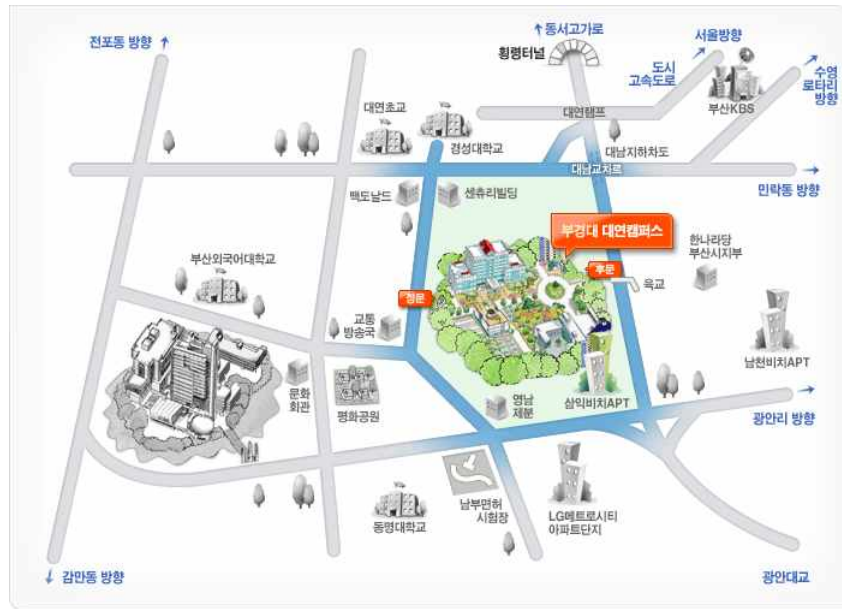 전포동 방향
동서고가로
횡령터널
서울방향
도시
고속도로
부산KBS
수영
로타리
방향
대연초교
경성대학교
대연램프
대남지하차도
대남교차로
민락동 방향
맥도날드
센츄리빌딩
부경대 대연캠퍼스
부산외국어대학교
정문
후문
육교
한나라당
부산시지부
교통
방송국
남천비치APT
문화
회관
평화공원
영남
제분
삼익비치APT
광안리 방향
남부면허
시험장
동명대학교
LG메트로시티
아파트단지
감만동 방향
광안대교